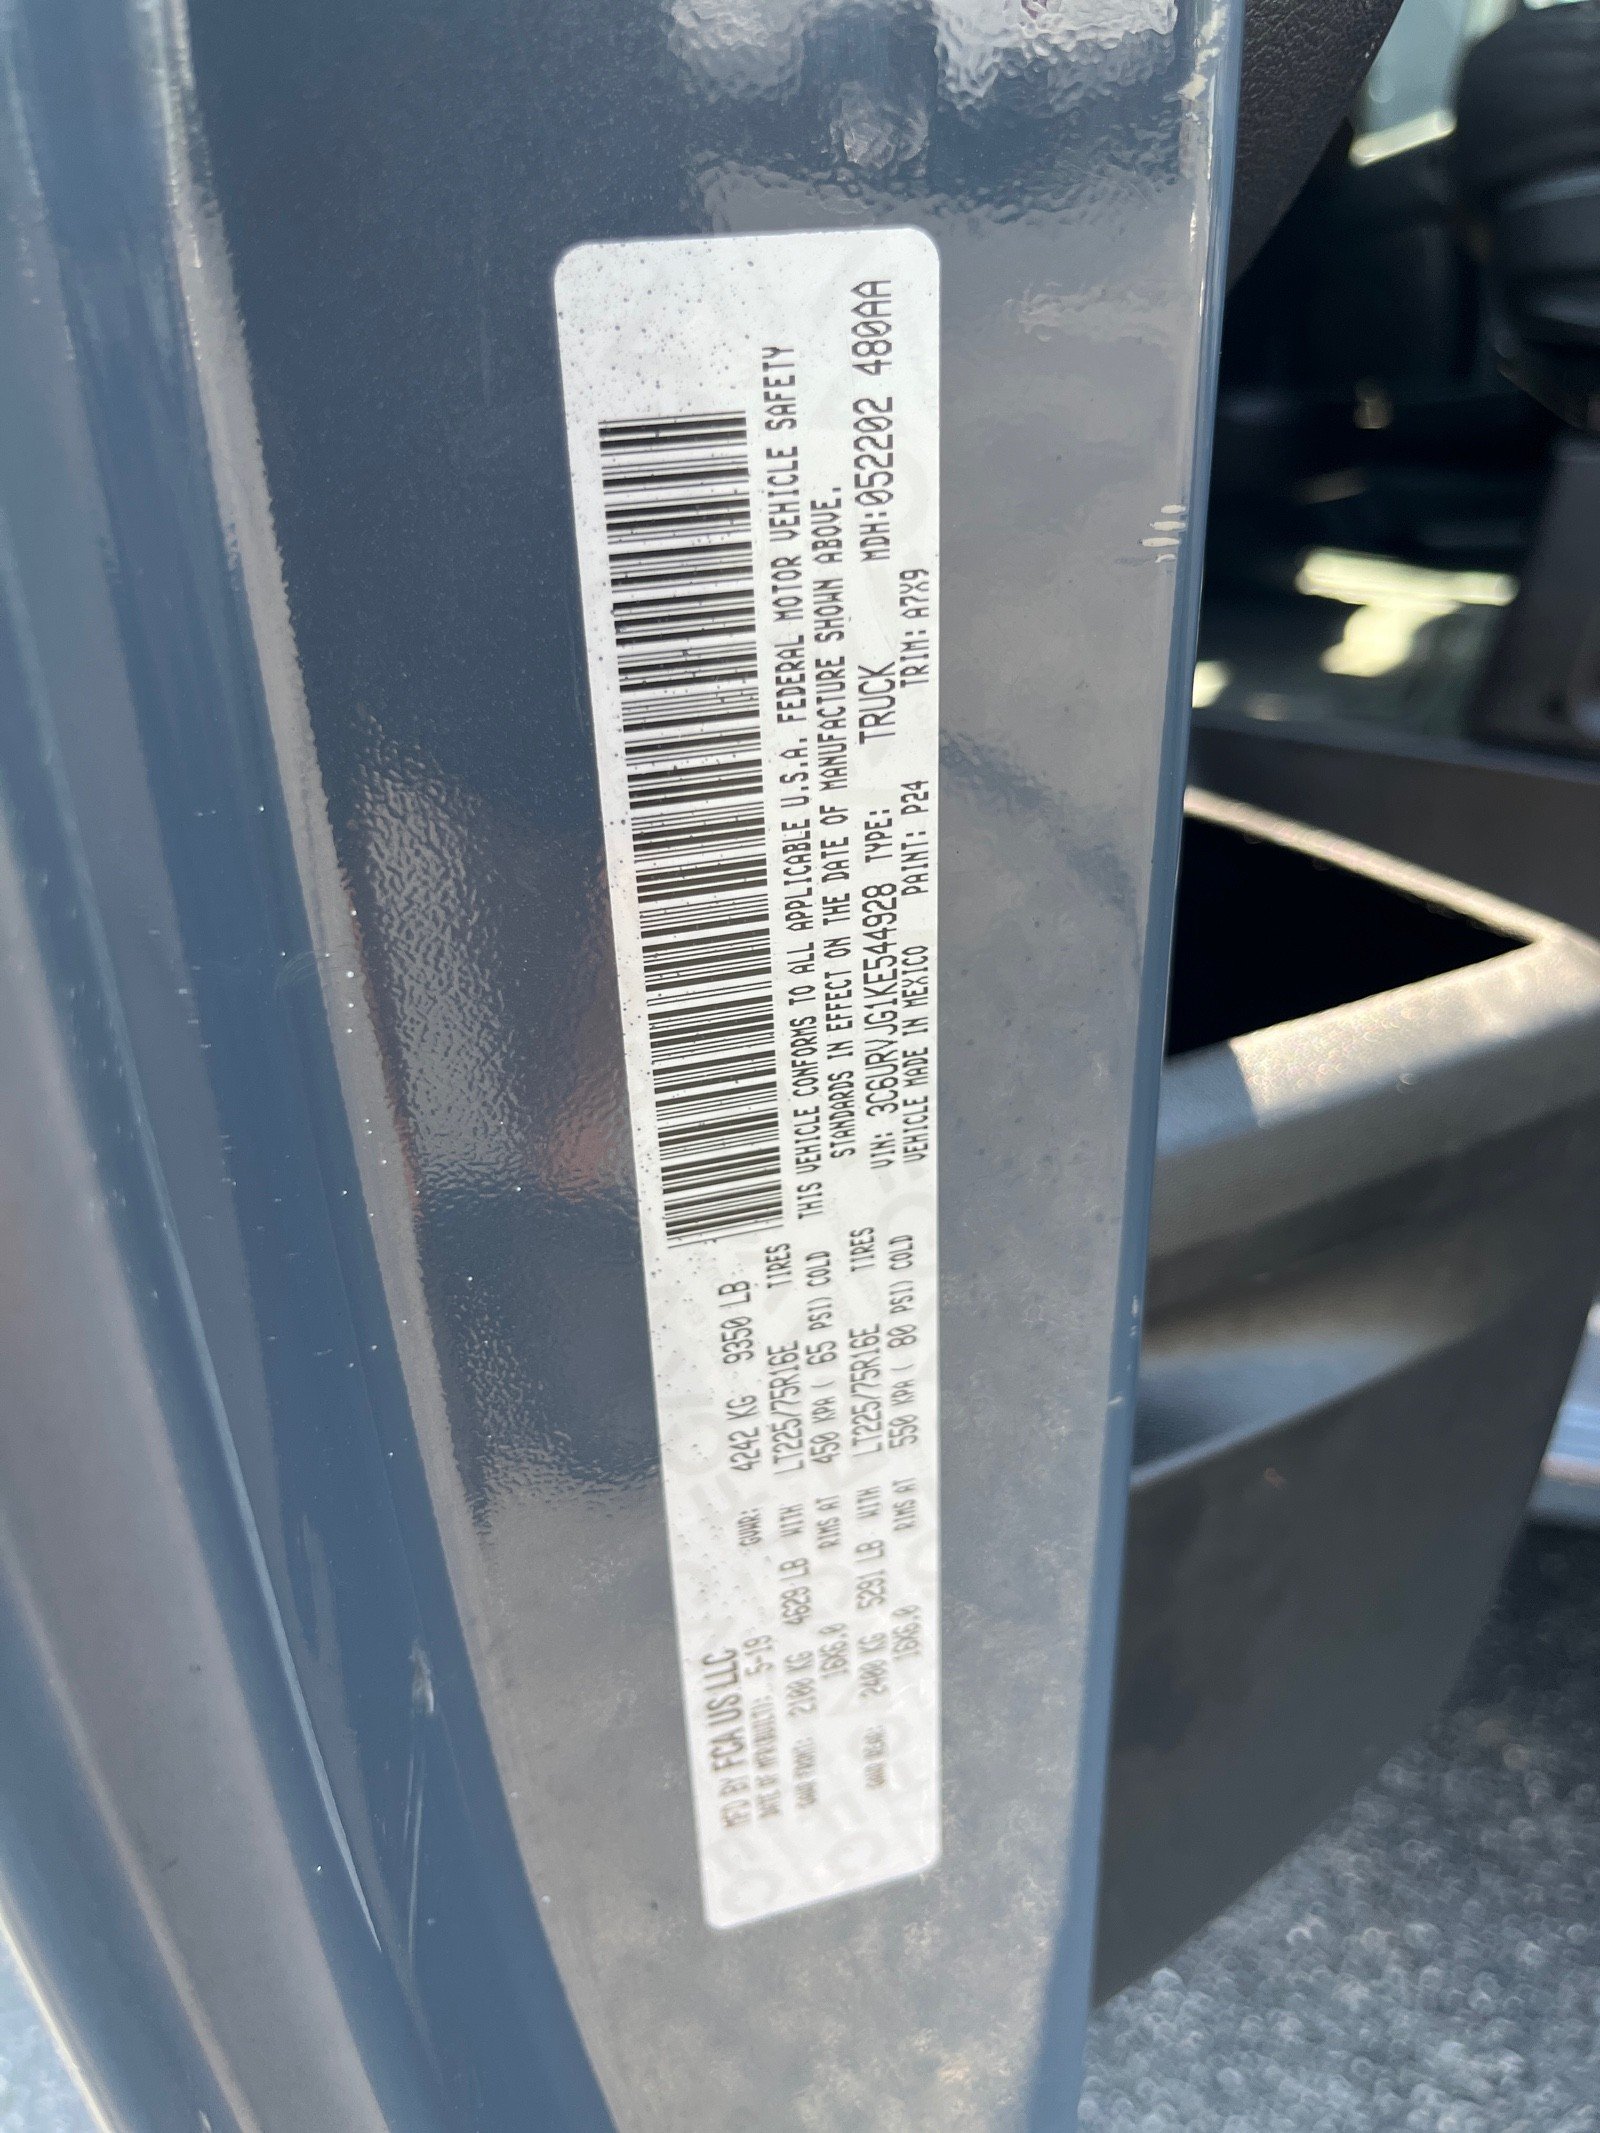 MFD BY FCA US LLC
DATE OF MFR 5-19 GVWR: 4242 KG 9350 LB
GAWR FRONT: 2100 KG 4629 LB WITH LT225/75R16E TIRES
16X6.0 RIMS AT 450 KPA ( 65 PSI) COLD
GAWR REAR: 2400 KG 5291 LB WITH LT225/75R16E TIRES
16X6.0 RIMS AT 550 KPA ( 80 PSI) COLD
THIS VEHICLE CONFORMS TO ALL APPLICABLE U.S.A. FEDERAL MOTOR VEHICLE SAFETY
STANDARDS IN EFFECT ON THE DATE OF MANUFACTURE SHOWN ABOVE.
VIN: 3C6URVJG1KE544928 TYPE: TRUCK MDH:052202 480AA
VEHICLE MADE IN MEXICO PAINT: P24 TRIM: A7X9